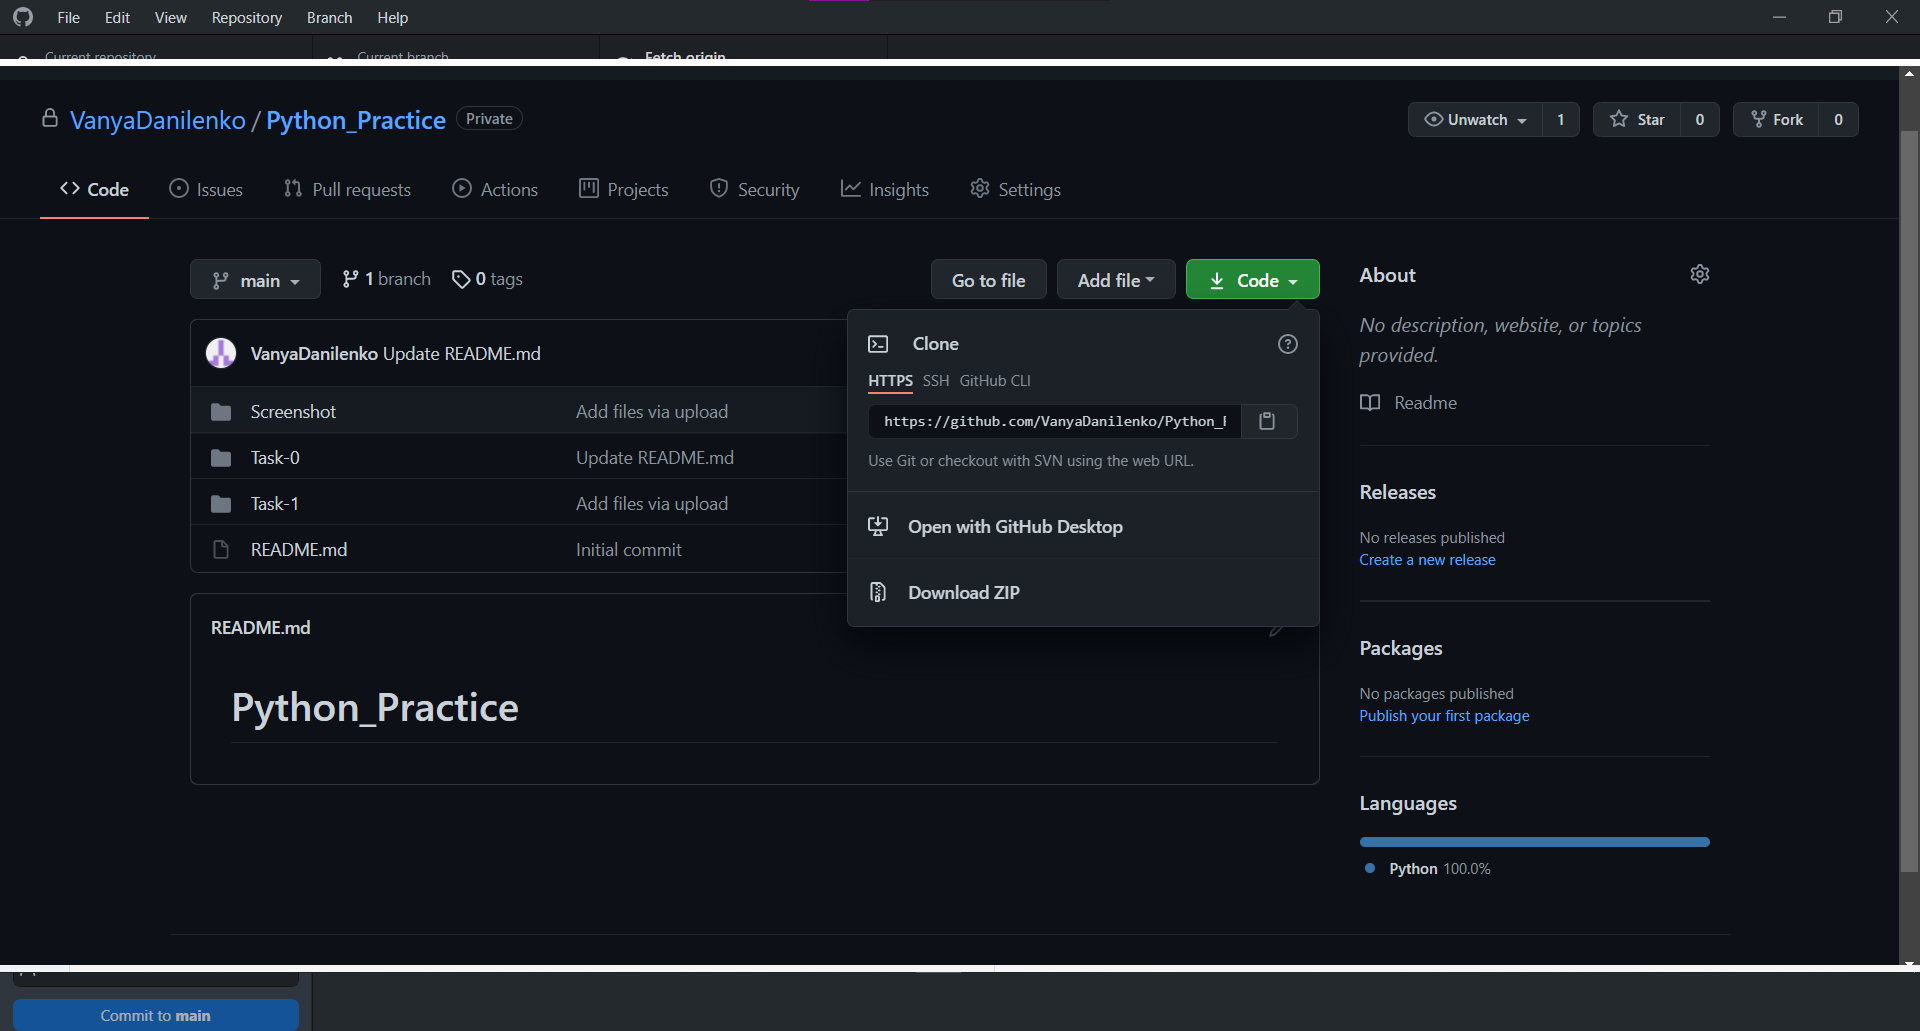 File Edit View Repository Branch Help
Current repository Current branch Fetch origin
VanyaDanilenko / Python_Practice Private Unwatch 1 Star 0 Fork 0
Code Issues Pull requests Actions Projects Security Insights Settings
main 1 branch 0 tags Go to file Add file Code
VanyaDanilenko Update README.md
Screenshot Add files via upload
Task-0 Update README.md
Task-1 Add files via upload
README.md Initial commit
Clone
HTTPS SSH GitHub CLI
https://github.com/VanyaDanilenko/Python_
Use Git or checkout with SVN using the web URL.
Open with GitHub Desktop
Download ZIP
README.md
Python_Practice
About
No description, website, or topics
provided.
Readme
Releases
No releases published
Create a new release
Packages
No packages published
Publish your first package
Languages
Python 100.0%
Commit to main